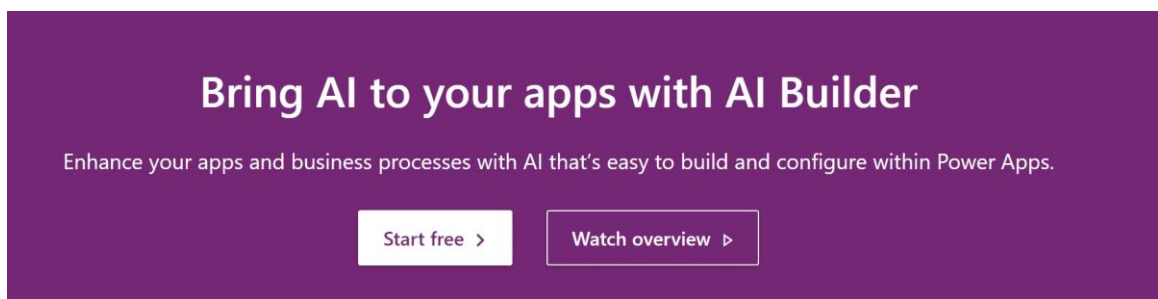 Bring AI to your apps with AI Builder
Enhance your apps and business processes with AI that’s easy to build and configure within Power Apps.
Start free
Watch overview